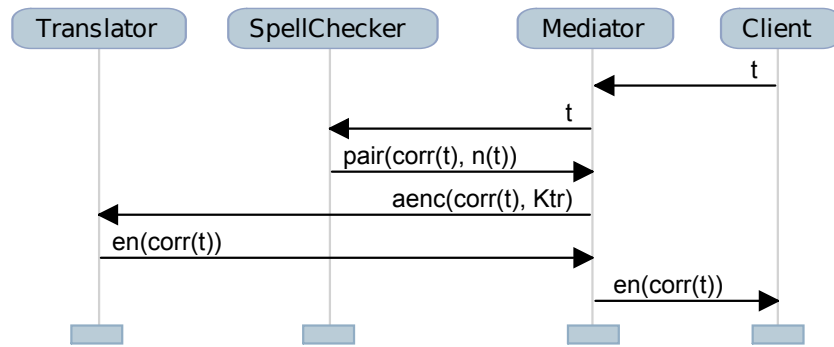 Translator SpellChecker Mediator Client
t
t
pair(corr(t), n(t))
aenc(corr(t), Ktr)
en(corr(t))
en(corr(t))